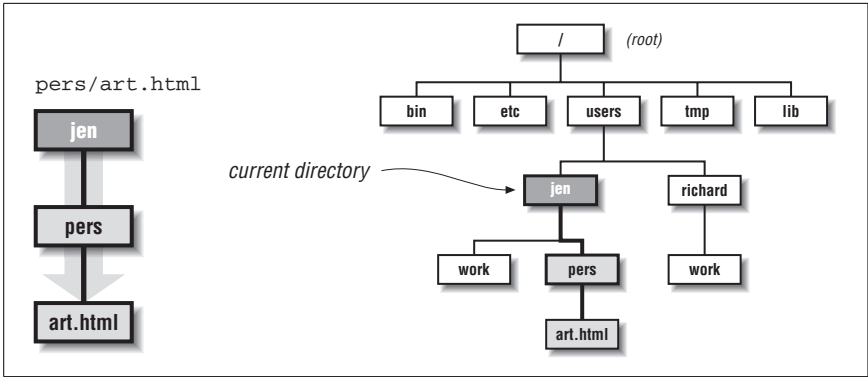 pers/art.html
jen
pers
art.html
/ (root)
bin etc users tmp lib
current directory
jen richard
work pers work
art.html